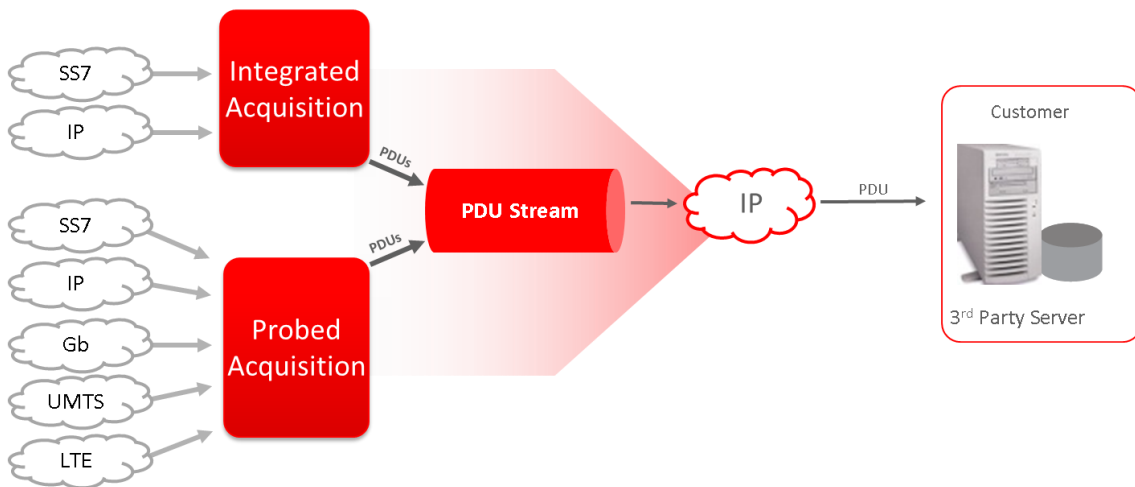 SS7
IP
Integrated
Acquisition
PDUs
SS7
IP
Gb
UMTS
LTE
Probed
Acquisition
PDUs
PDU Stream
IP
PDU
Customer
3rd Party Server